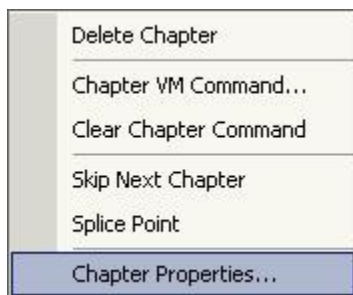 Delete Chapter
Chapter VM Command...
Clear Chapter Command
Skip Next Chapter
Splice Point
Chapter Properties...